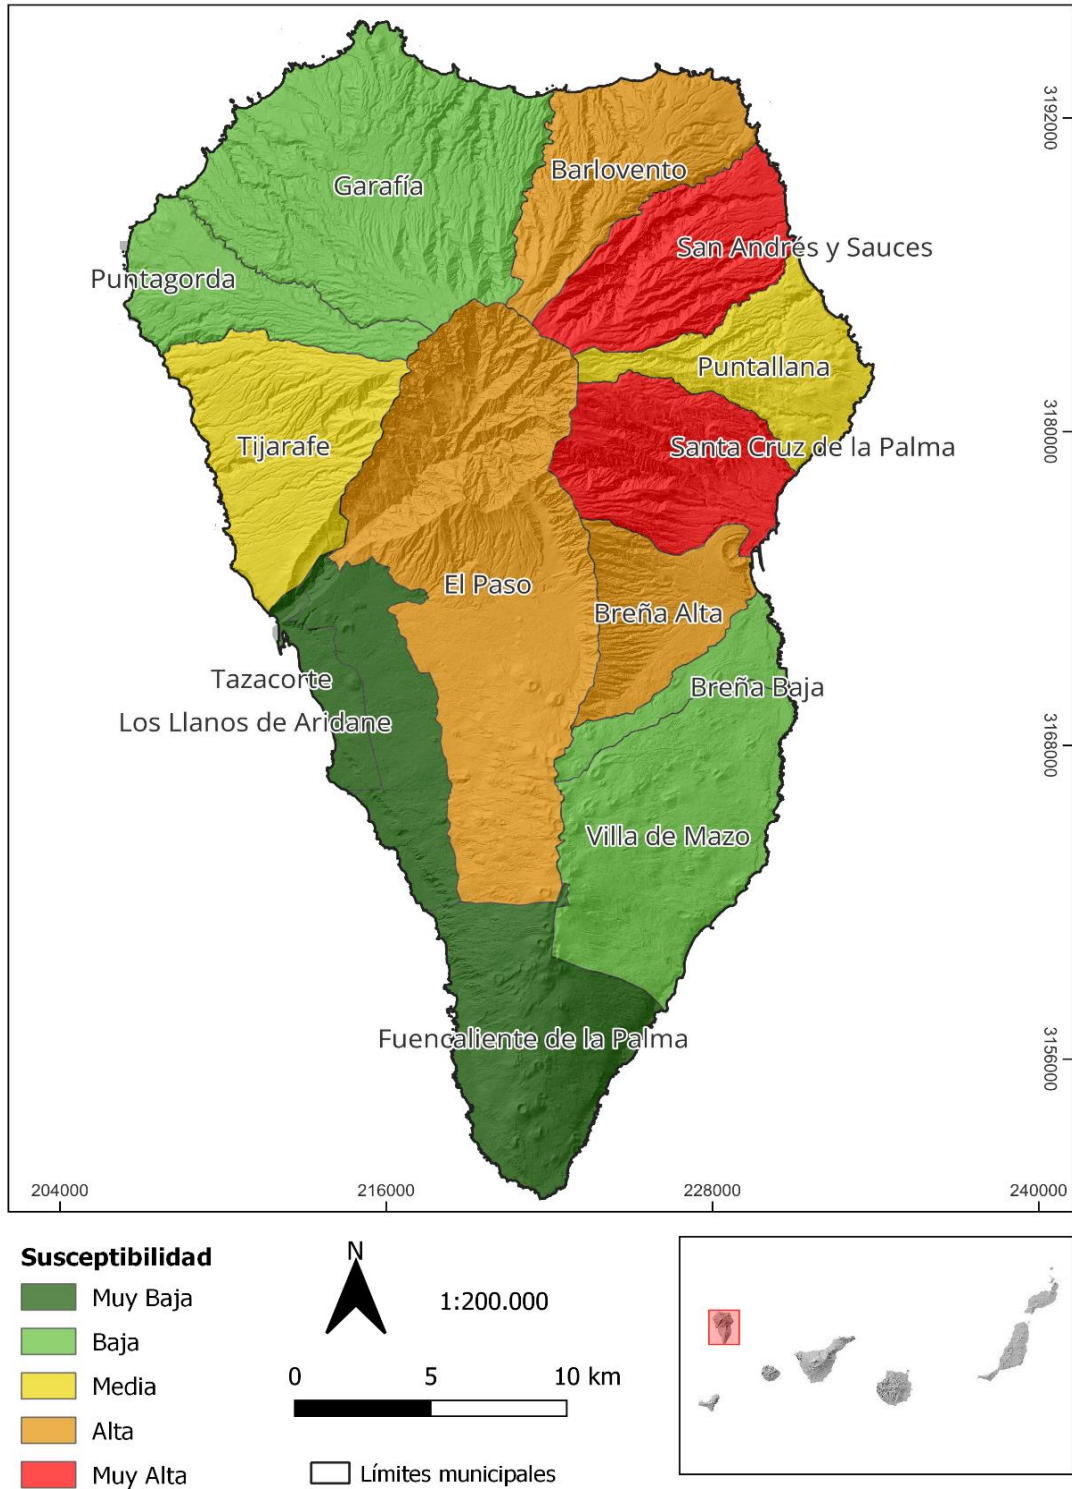 3192000
Barlovento
Garafía
San Andrés y Sauces
Puntagorda
Puntallana
Tijarafe
Santa Cruz de la Palma
3180000
El Paso
Breña Alta
Tazacorte
Breña Baja
Los Llanos de Aridane
3168000
Villa de Mazo
Fuencaliente de la Palma
3156000
204000
216000
228000
240000
Susceptibilidad
Muy Baja
Baja
Media
Alta
Muy Alta
N
1:200.000
0 5 10 km
Límites municipales